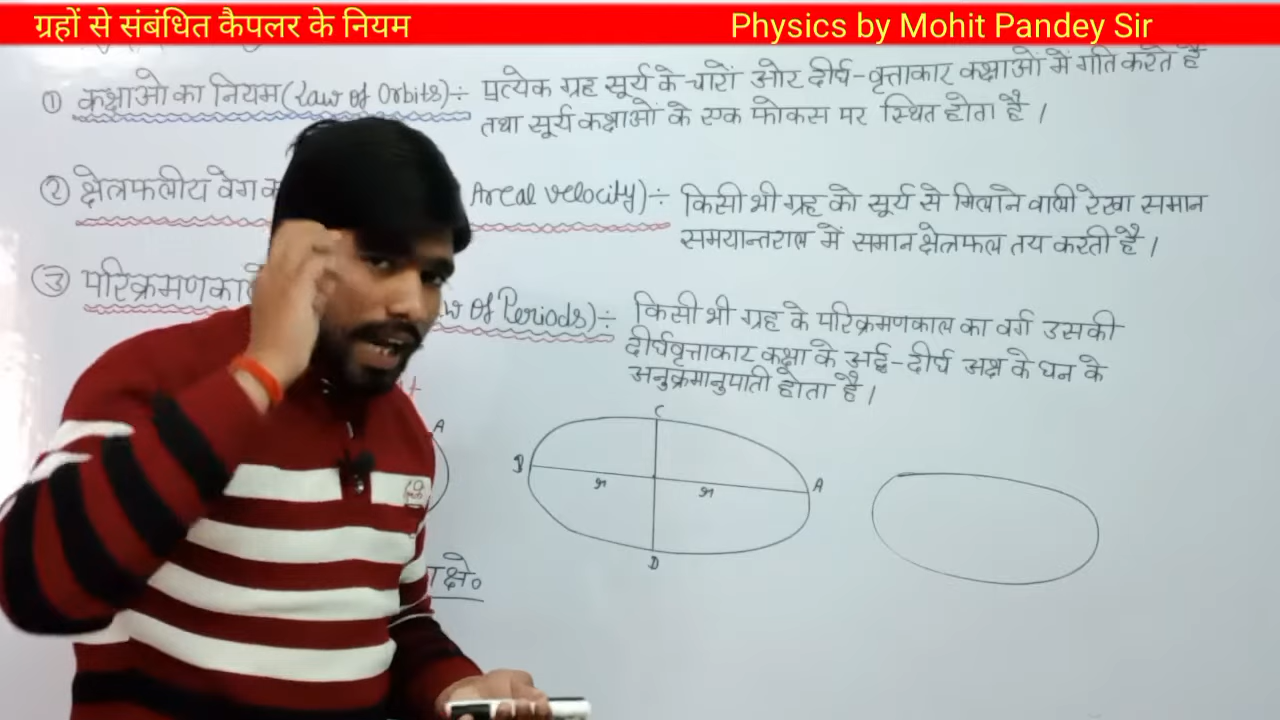 ग्रहों से संबंधित कैपलर के नियम
Physics by Mohit Pandey Sir
① कक्षाओ का नियम (Law of Orbits) ÷ प्रत्येक ग्रह सूर्य के चारों ओर दीर्घ-वृत्ताकार कक्षाओं में गति करते है
तथा सूर्य कक्षाओं के एक फोकस पर स्थित होता है ।
② क्षेत्रफलीय वेग Areal velocity) ÷ किसी भी ग्रह को सूर्य से मिलाने वाली रेखा समान
समयान्तराल में समान क्षेत्रफल तय करती है ।
③ of Periods) ÷ किसी भी ग्रह के परिक्रमणकाल का वर्ग उसकी
दीर्घवृत्ताकार कक्षा के अर्द्ध-दीर्घ अक्ष के घन के
अनुक्रमानुपाती होता है ।
A
C
B
A
D
क्षे०